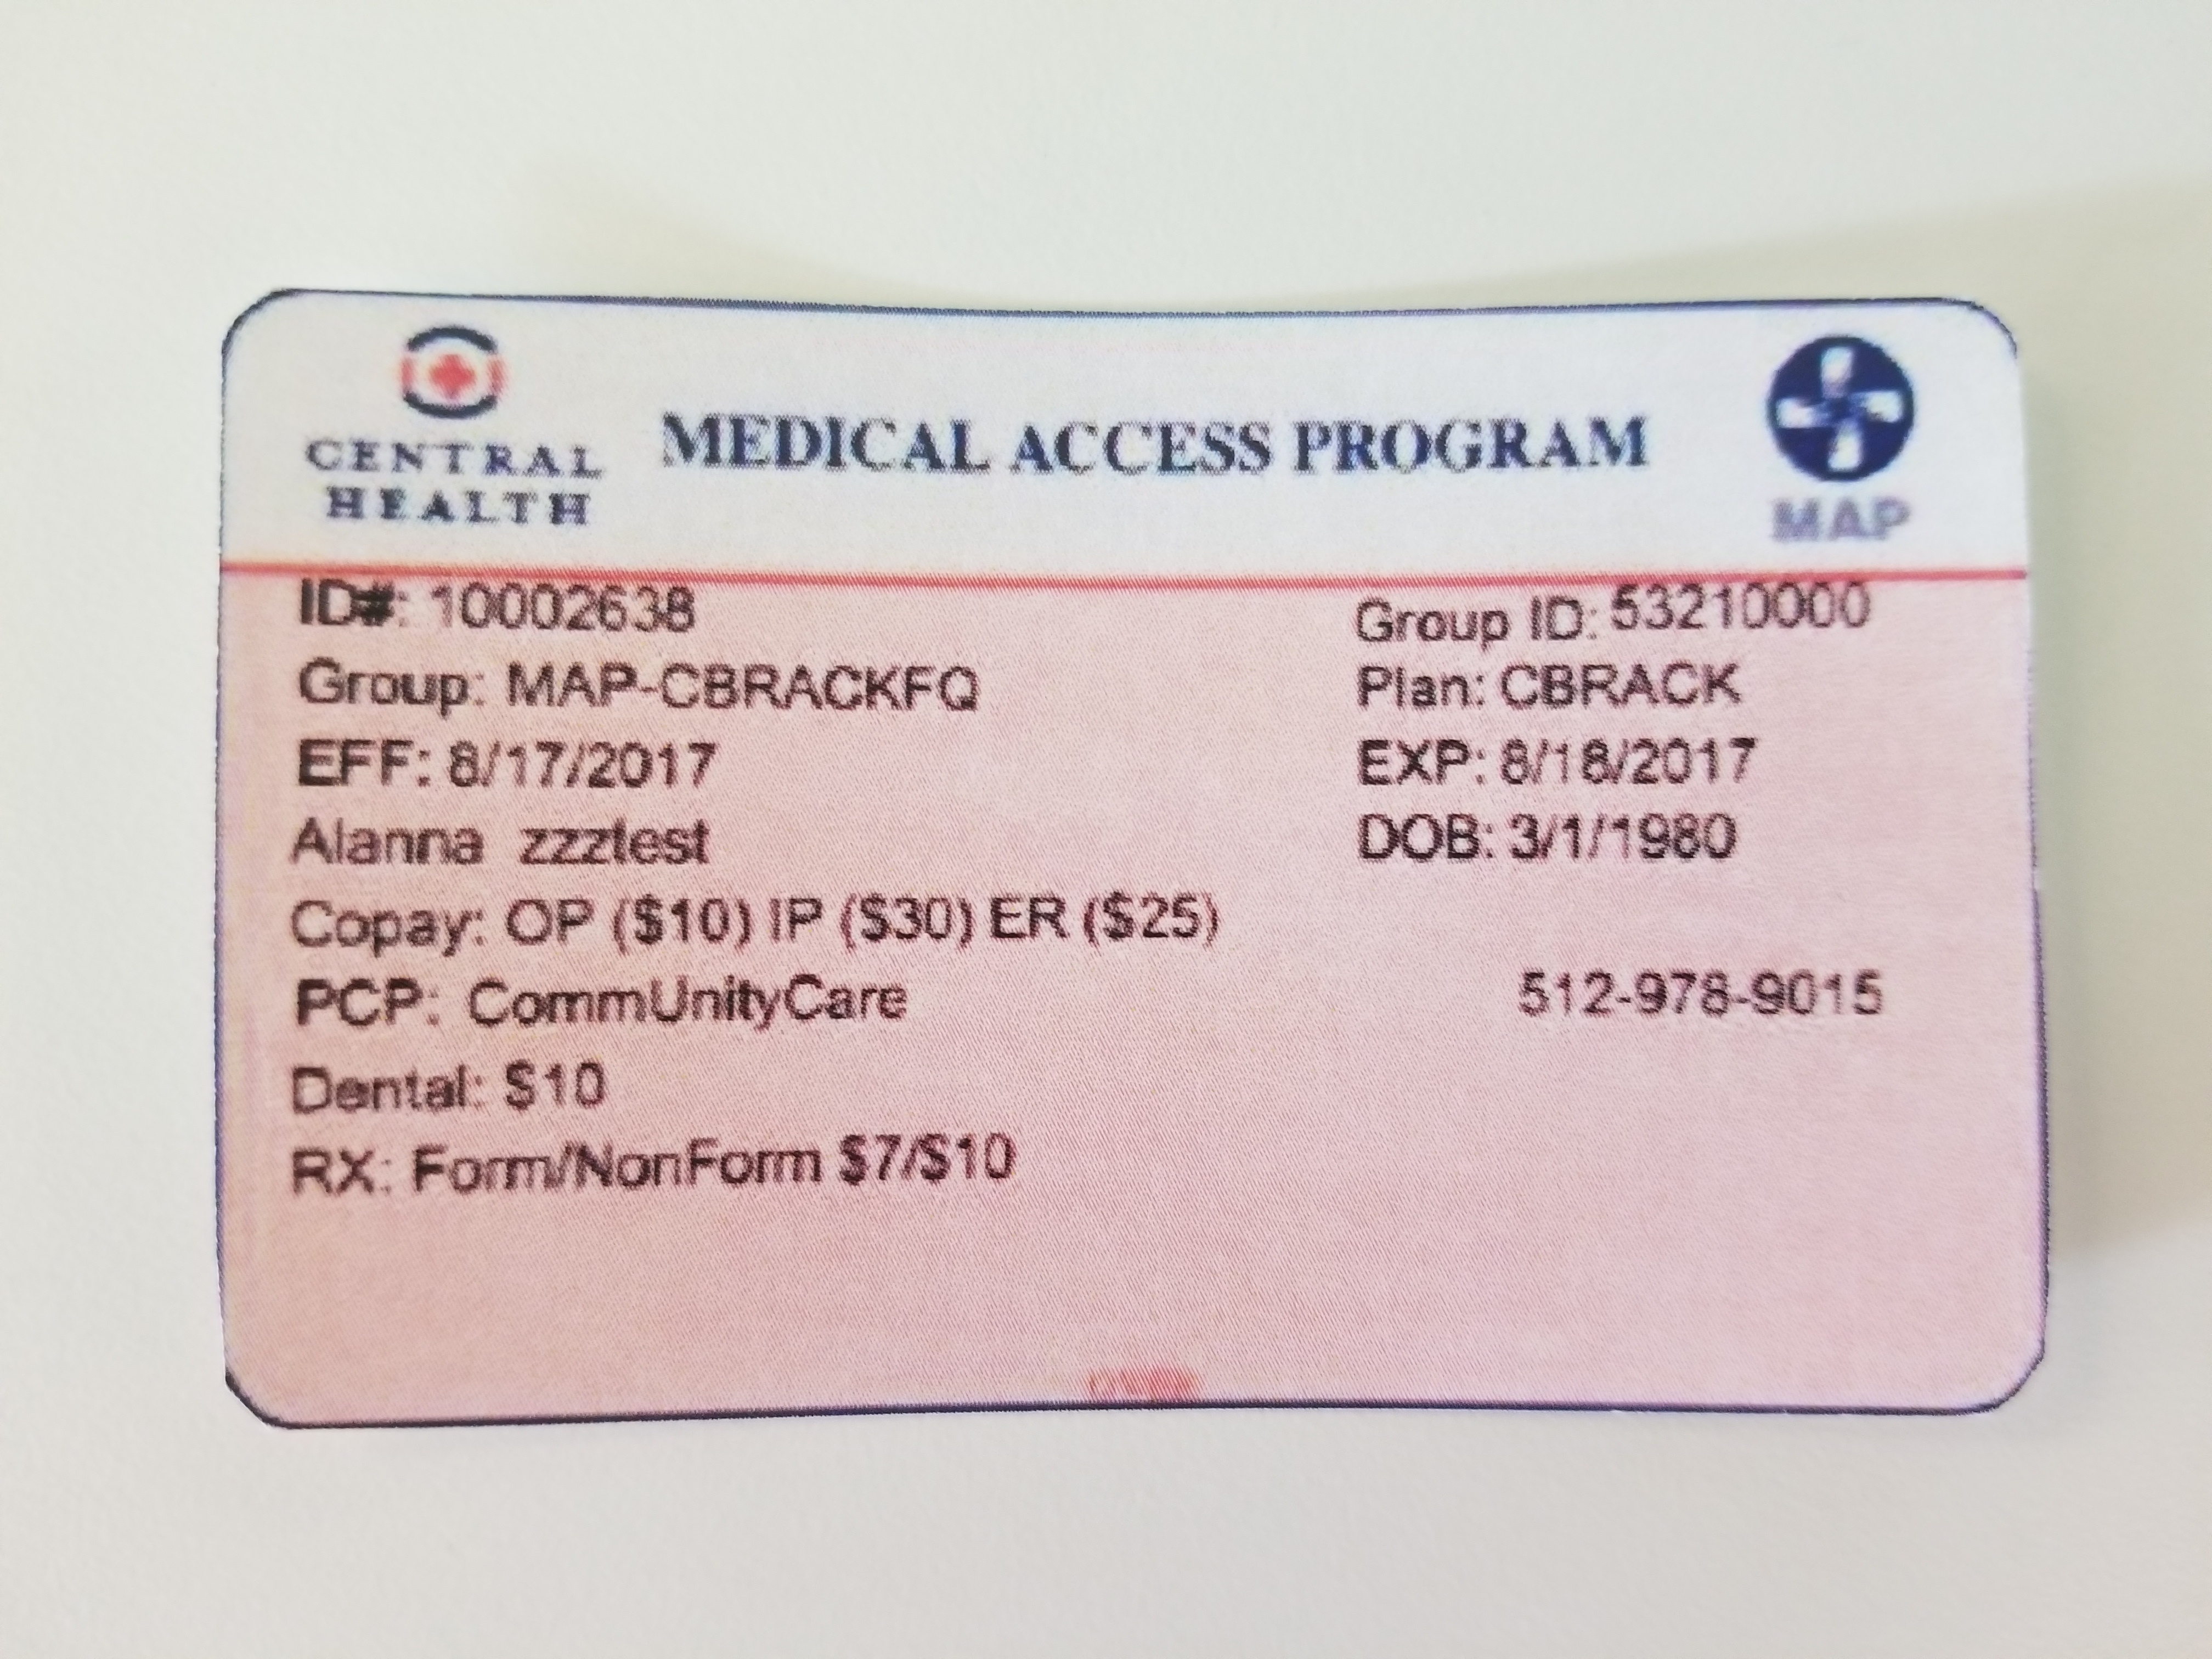 CENTRAL
HEALTH
MEDICAL ACCESS PROGRAM
MAP
ID#: 10002638
Group ID: 53210000
Group: MAP-CBRACKFQ
Plan: CBRACK
EFF: 8/17/2017
EXP: 8/18/2017
Alanna zzztest
DOB: 3/1/1980
Copay: OP ($10) IP ($30) ER ($25)
PCP: CommUnityCare
512-978-9015
Dental: $10
RX: Form/NonForm $7/$10